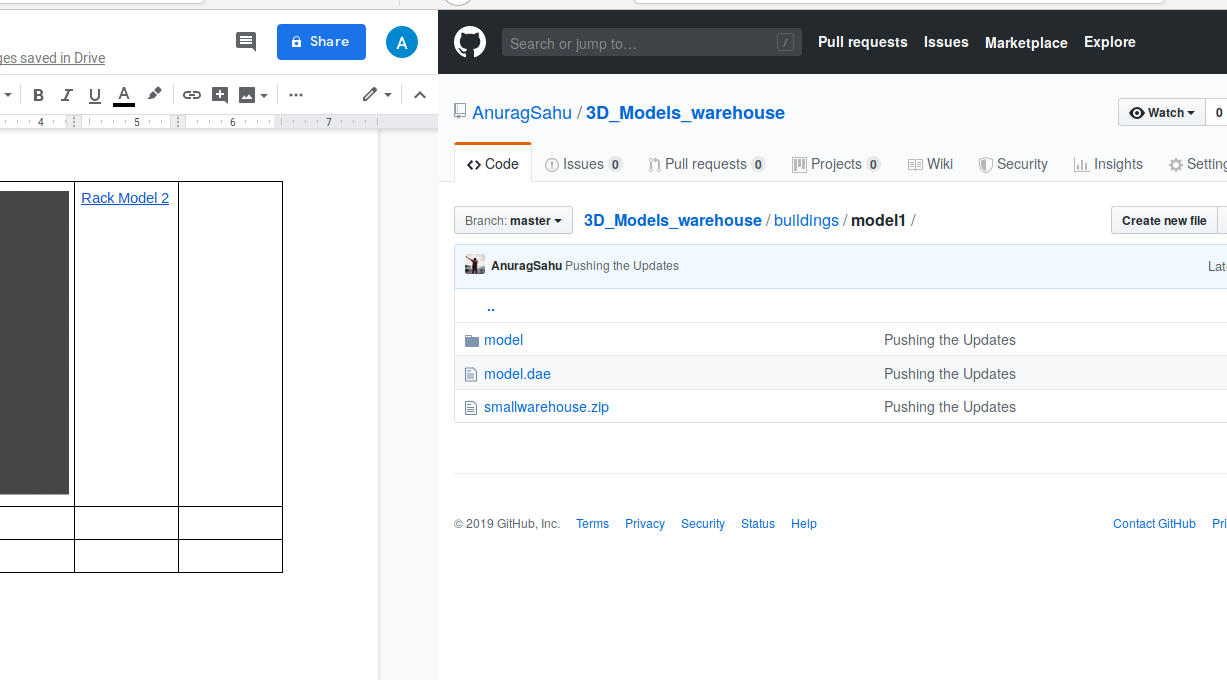 ges saved in Drive
Share
A
B I U A
4 5 6 7
Rack Model 2
Search or jump to… /
Pull requests Issues Marketplace Explore
AnuragSahu / 3D_Models_warehouse
Watch 0
Code Issues 0 Pull requests 0 Projects 0 Wiki Security Insights Setting
Branch: master 3D_Models_warehouse / buildings / model1 / Create new file
AnuragSahu Pushing the Updates Late
..
model Pushing the Updates
model.dae Pushing the Updates
smallwarehouse.zip Pushing the Updates
© 2019 GitHub, Inc. Terms Privacy Security Status Help Contact GitHub Pri